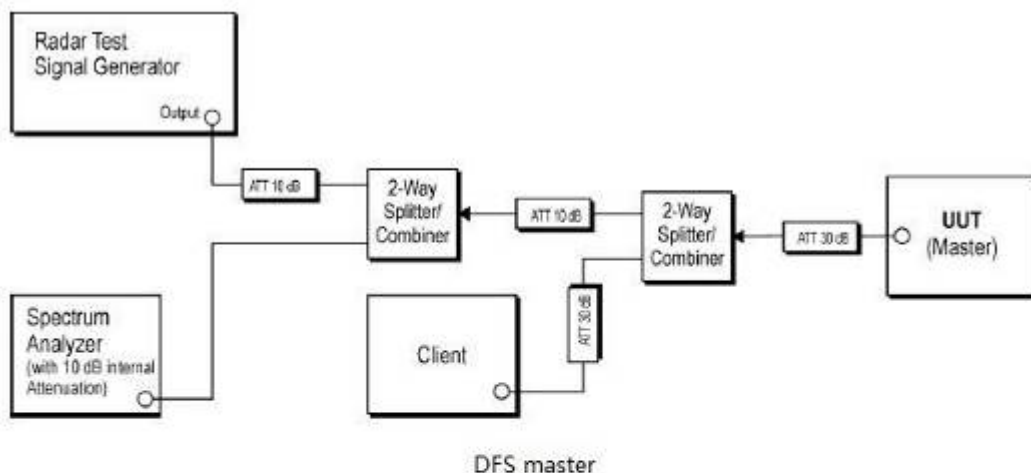 Radar Test
Signal Generator
Output
ATT 10 dB
2-Way
Splitter/
Combiner
ATT 10 dB
2-Way
Splitter/
Combiner
ATT 30 dB
UUT
(Master)
Spectrum
Analyzer
(with 10 dB internal
Attenuation)
Client
ATT 30 dB
DFS master